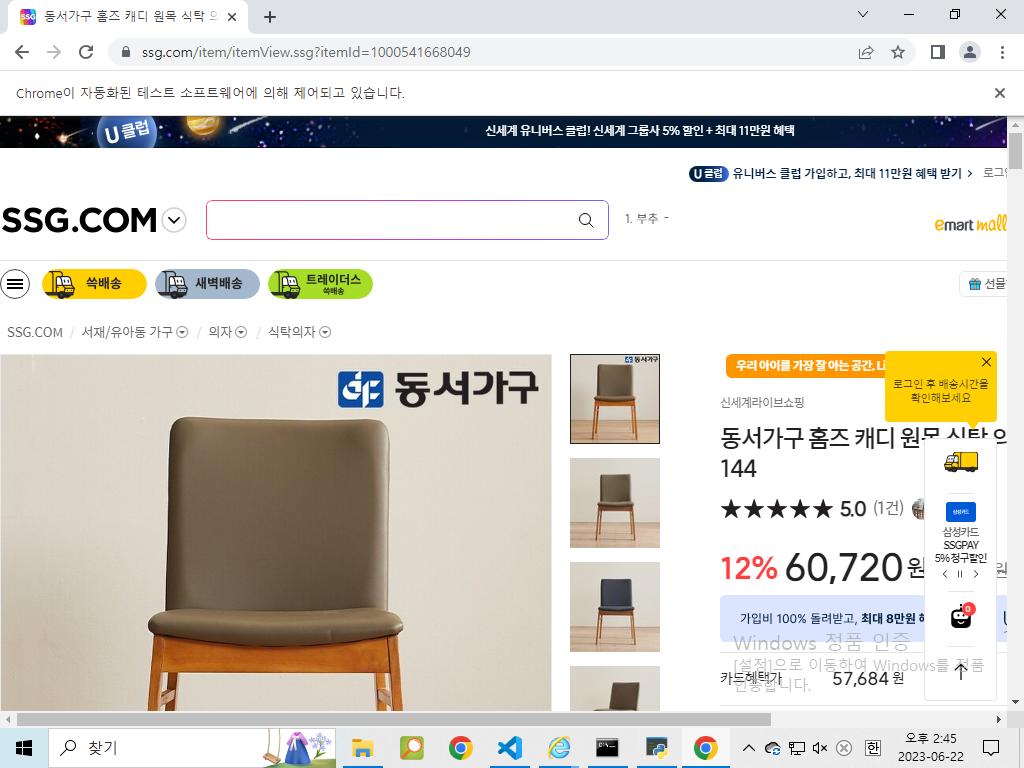 동서가구 홈즈 캐디 원목 식탁 의
ssg.com/item/itemView.ssg?itemId=1000541668049
Chrome이 자동화된 테스트 소프트웨어에 의해 제어되고 있습니다.
U 클럽
신세계 유니버스 클럽! 신세계 그룹사 5% 할인 + 최대 11만원 혜택
U 클럽 유니버스 클럽 가입하고, 최대 11만원 혜택 받기 > 로그인
SSG.COM
1. 부추 -
emart mall
쓱배송
새벽배송
트레이더스
쓱배송
선물
SSG.COM / 서재/유아동 가구 / 의자 / 식탁의자
동서가구
동서가구
우리 아이를 가장 잘 아는 공간, Li
로그인 후 배송시간을
확인해보세요
신세계라이브쇼핑
동서가구 홈즈 캐디 원목 식탁 의
144
★★★★★ 5.0 (1건)
삼성카드
삼성카드
SSGPAY
5% 청구할인
12% 60,720 원
원
가입비 100% 돌려받고, 최대 8만원 혜
0
Windows 정품 인증
[설정]으로 이동하여 Windows를 정품
인증합니다.
카드혜택가 57,684 원
찾기
한
오후 2:45
2023-06-22